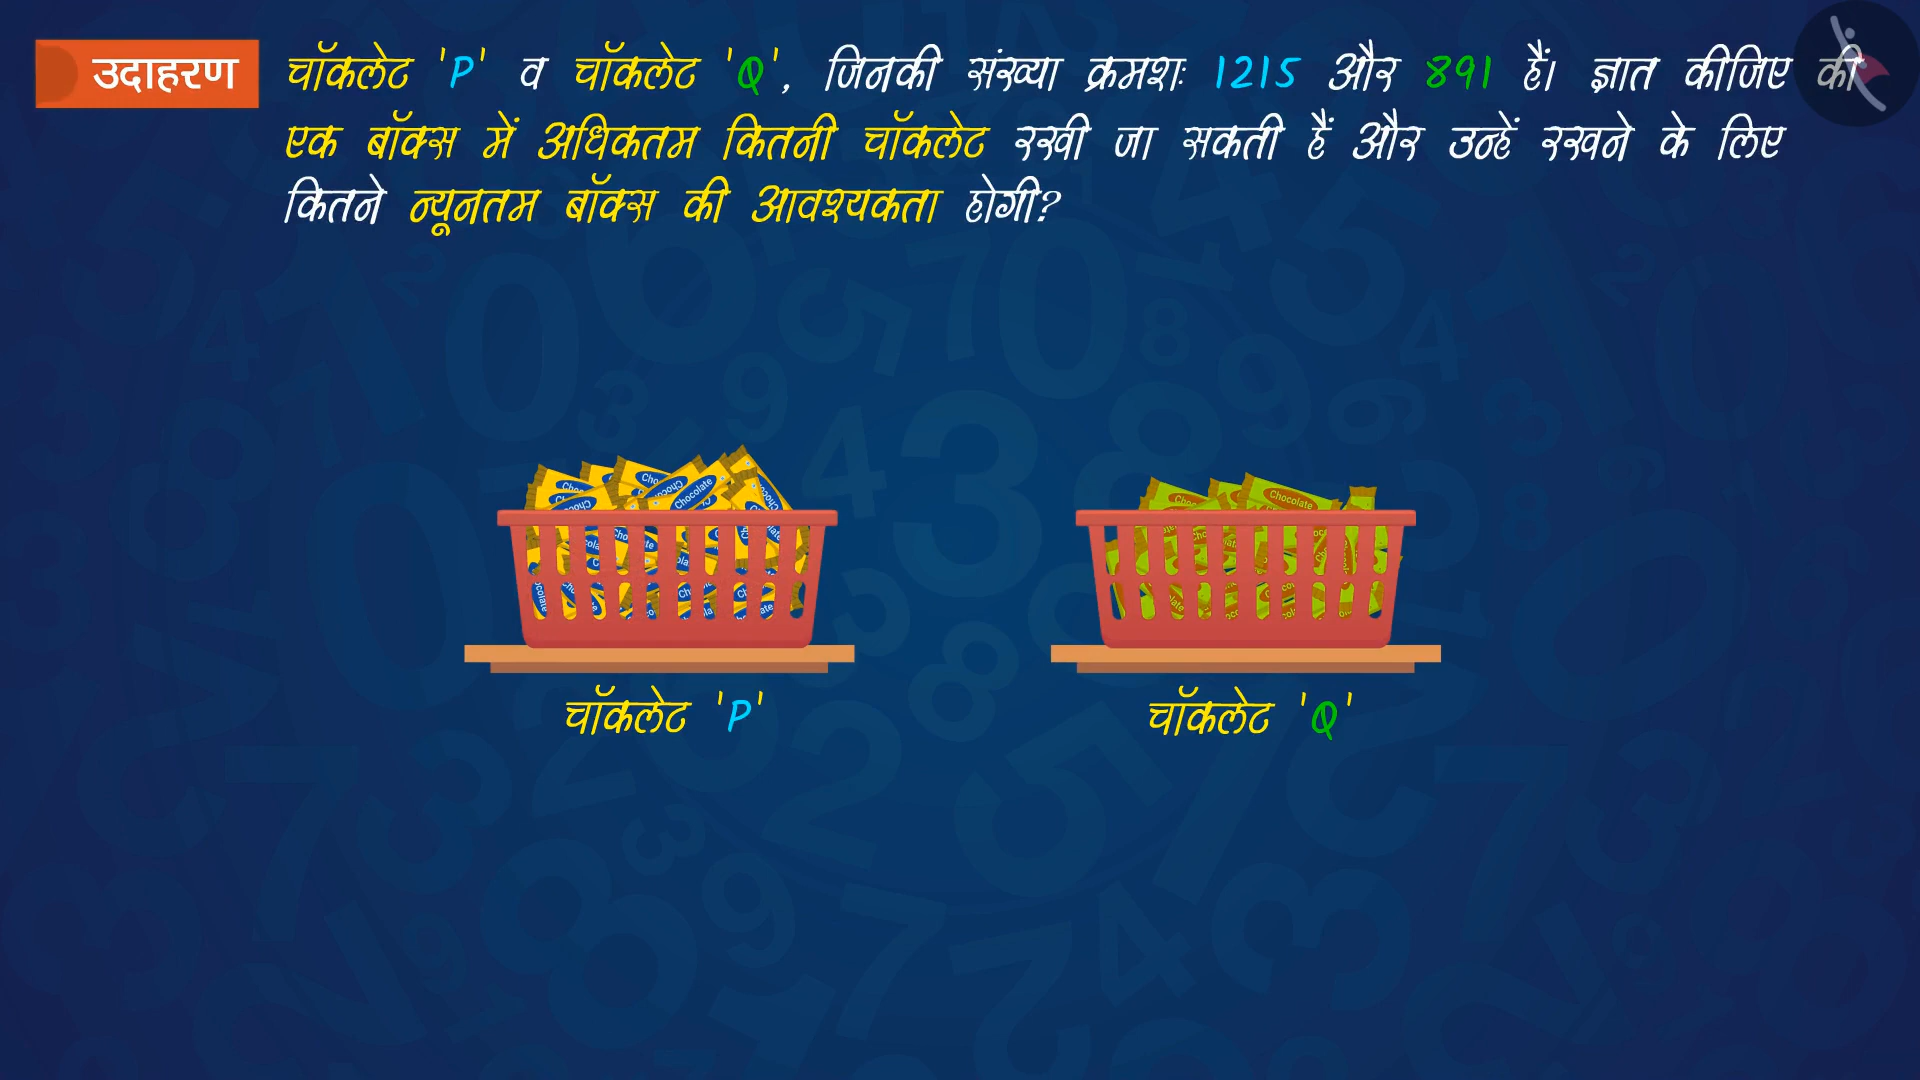 उदाहरण
चॉकलेट 'P' व चॉकलेट 'Q', जिनकी संख्या क्रमशः 1215 और 891 हैं। ज्ञात कीजिए की
एक बॉक्स में अधिकतम कितनी चॉकलेट रखी जा सकती हैं और उन्हें रखने के लिए
कितने न्यूनतम बॉक्स की आवश्यकता होगी?
चॉकलेट 'P'
चॉकलेट 'Q'